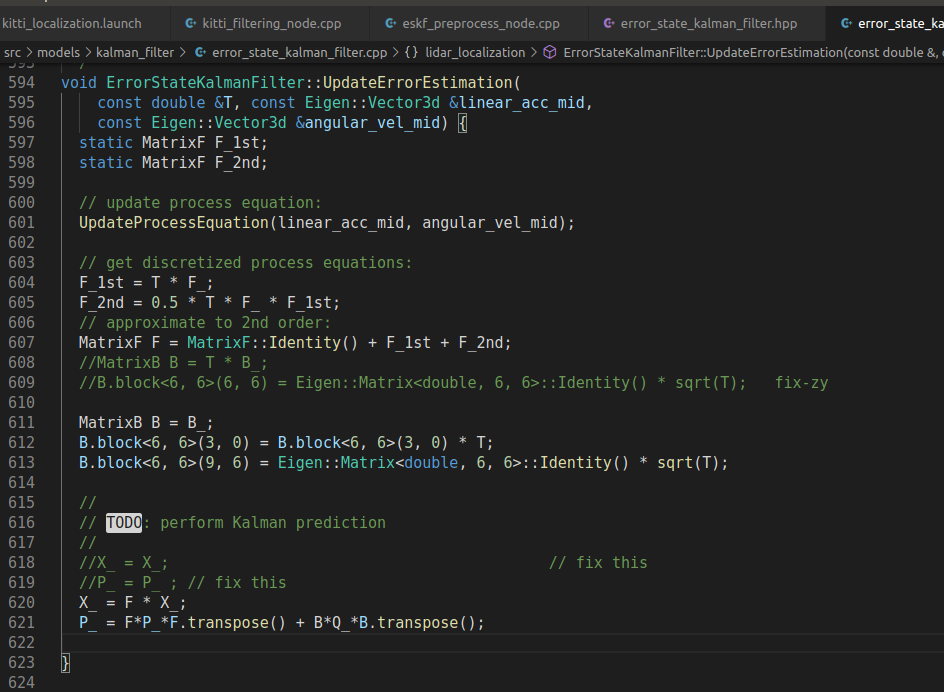 kitti_localization.launch kitti_filtering_node.cpp eskf_preprocess_node.cpp error_state_kalman_filter.hpp error_state_ka
src > models > kalman_filter > error_state_kalman_filter.cpp > {} lidar_localization > ErrorStateKalmanFilter::UpdateErrorEstimation(const double &,
593 /
594 void ErrorStateKalmanFilter::UpdateErrorEstimation(
595 const double &T, const Eigen::Vector3d &linear_acc_mid,
596 const Eigen::Vector3d &angular_vel_mid) {
597 static MatrixF F_1st;
598 static MatrixF F_2nd;
599
600 // update process equation:
601 UpdateProcessEquation(linear_acc_mid, angular_vel_mid);
602
603 // get discretized process equations:
604 F_1st = T * F_;
605 F_2nd = 0.5 * T * F_ * F_1st;
606 // approximate to 2nd order:
607 MatrixF F = MatrixF::Identity() + F_1st + F_2nd;
608 //MatrixB B = T * B_;
609 //B.block<6, 6>(6, 6) = Eigen::Matrix<double, 6, 6>::Identity() * sqrt(T); fix-zy
610
611 MatrixB B = B_;
612 B.block<6, 6>(3, 0) = B.block<6, 6>(3, 0) * T;
613 B.block<6, 6>(9, 6) = Eigen::Matrix<double, 6, 6>::Identity() * sqrt(T);
614
615 //
616 // TODO: perform Kalman prediction
617 //
618 //X_ = X_; // fix this
619 //P_ = P_ ; // fix this
620 X_ = F * X_;
621 P_ = F*P_*F.transpose() + B*Q_*B.transpose();
622
623 }
624